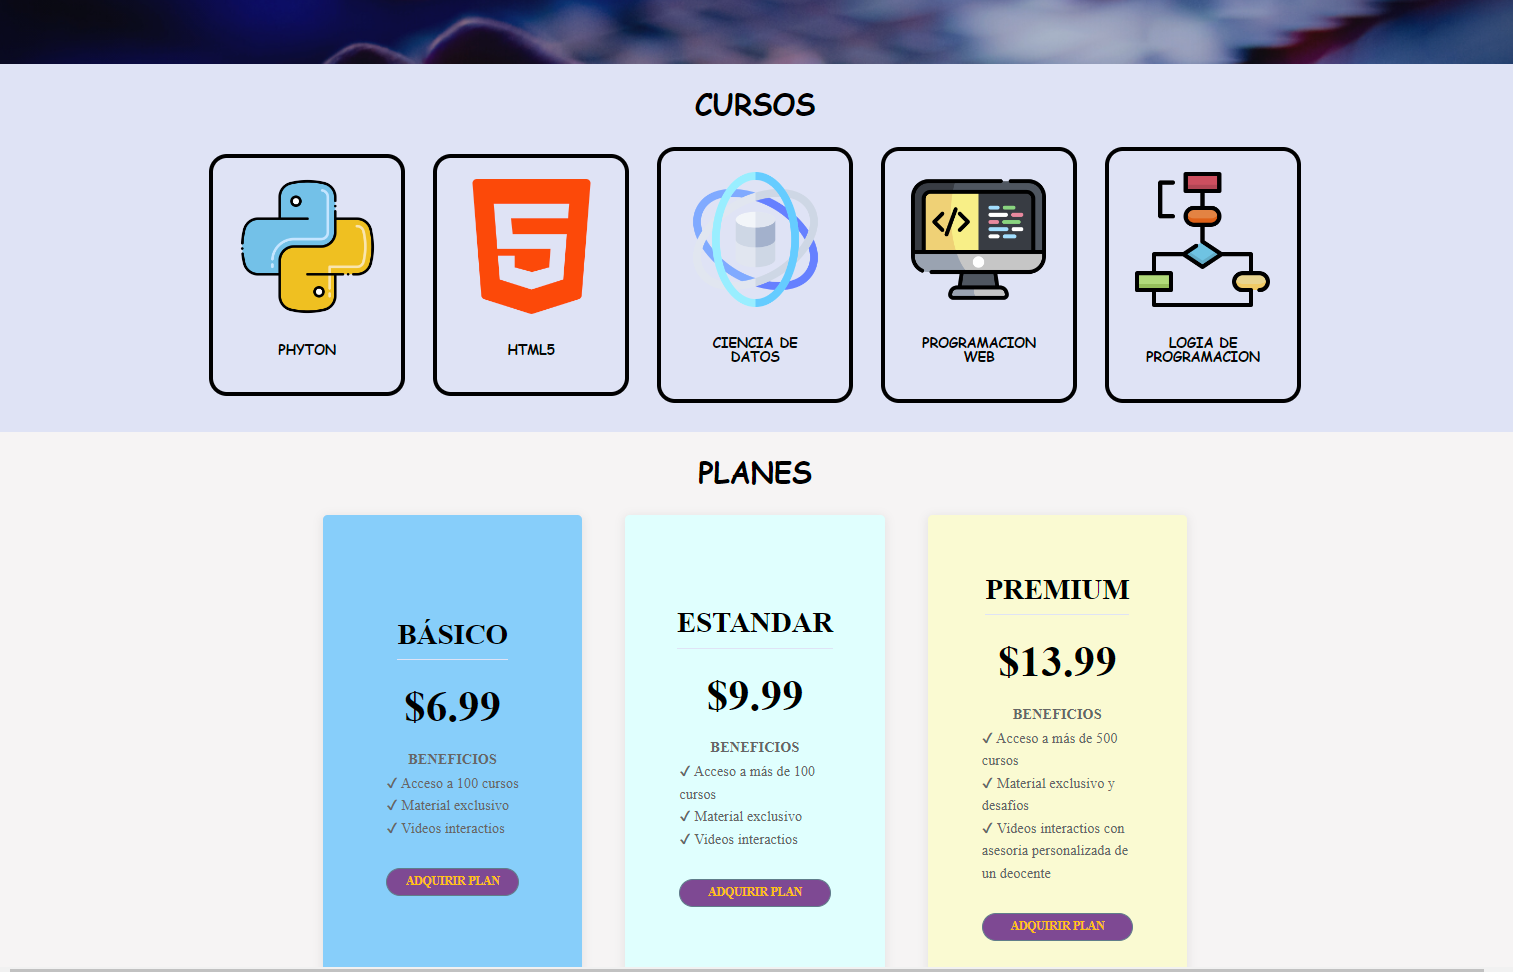 CURSOS
PHYTON
HTML5
CIENCIA DE
DATOS
PROGRAMACION
WEB
LOGIA DE
PROGRAMACION
PLANES
BÁSICO
$6.99
BENEFICIOS
✓ Acceso a 100 cursos
✓ Material exclusivo
✓ Videos interactios
ADQUIRIR PLAN
ESTANDAR
$9.99
BENEFICIOS
✓ Acceso a más de 100
cursos
✓ Material exclusivo
✓ Videos interactios
ADQUIRIR PLAN
PREMIUM
$13.99
BENEFICIOS
✓ Acceso a más de 500
cursos
✓ Material exclusivo y
desafios
✓ Videos interactios con
asesoria personalizada de
un deocente
ADQUIRIR PLAN